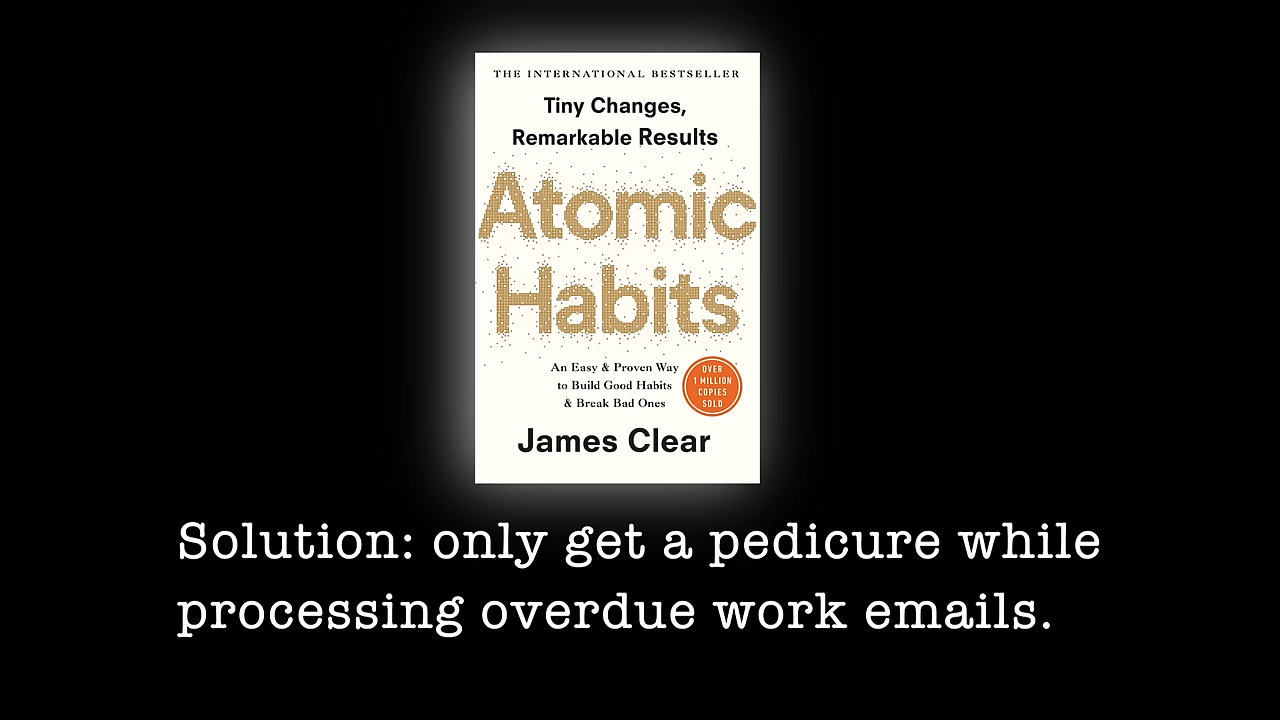 THE INTERNATIONAL BESTSELLER
Tiny Changes,
Remarkable Results
Atomic
Habits
An Easy & Proven Way
to Build Good Habits
& Break Bad Ones
OVER
1 MILLION
COPIES
SOLD
James Clear
Solution: only get a pedicure while
processing overdue work emails.